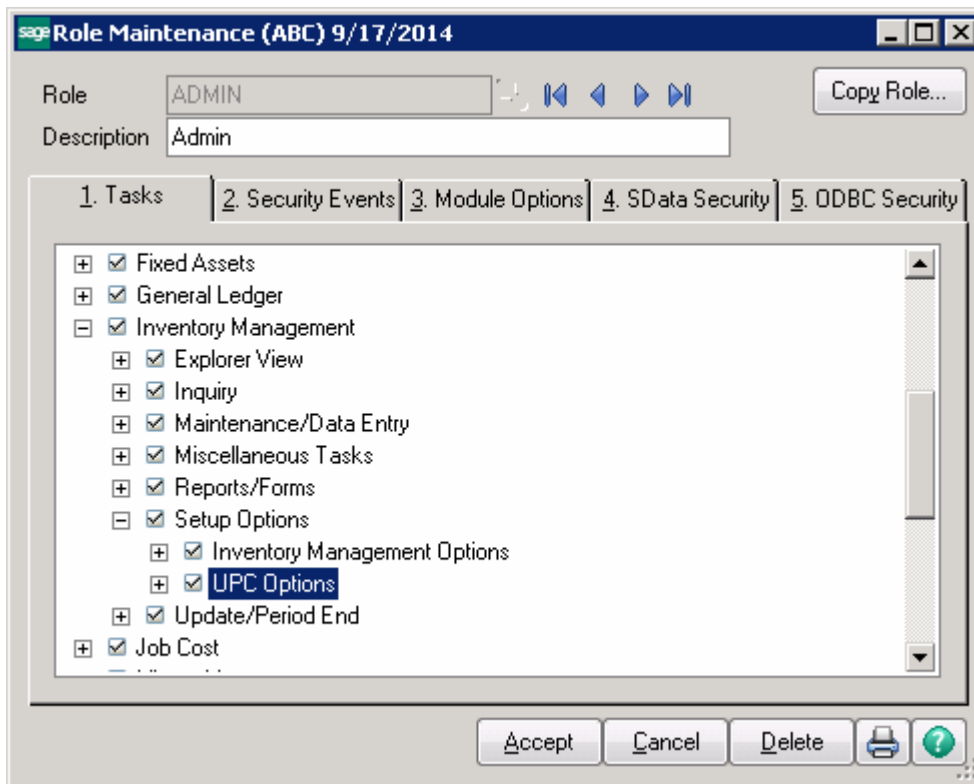 sage Role Maintenance (ABC) 9/17/2014
Role ADMIN Copy Role...
Description Admin
1. Tasks 2. Security Events 3. Module Options 4. SData Security 5. ODBC Security
Fixed Assets
General Ledger
Inventory Management
Explorer View
Inquiry
Maintenance/Data Entry
Miscellaneous Tasks
Reports/Forms
Setup Options
Inventory Management Options
UPC Options
Update/Period End
Job Cost
Accept Cancel Delete ?